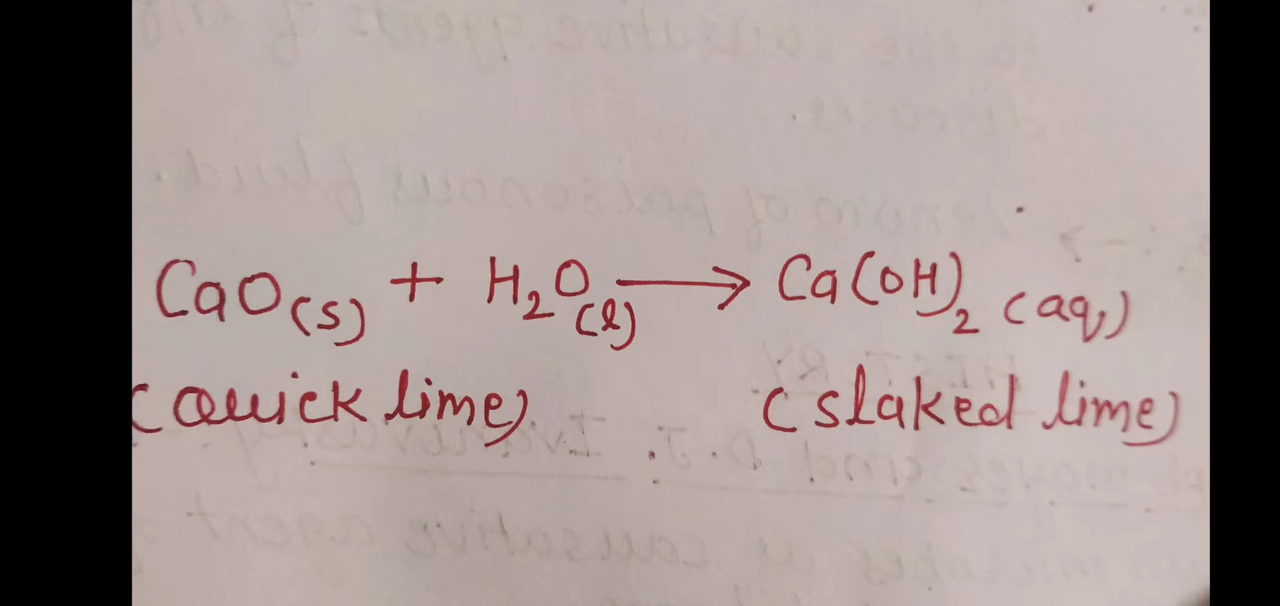 CaO(s) + H₂O(l) ⟶ Ca(OH)₂ (aq)
(Quick lime) (slaked lime)